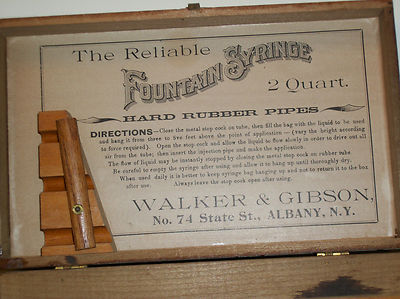 The Reliable
FOUNTAIN SYRINGE
2 Quart.
HARD RUBBER PIPES
DIRECTIONS—Close the metal stop cock on tube, then fill the bag with the liquid to be used
and hang it from three to five feet above the point of application—(vary the height according
to force required). Open the stop cock and allow the liquid to flow slowly in order to drive out all
air from the tube; then insert the injection pipe and make the application.
The flow of liquid may be instantly stopped by closing the metal stop cock on rubber tube.
Be careful to empty the syringe after using and allow it to hang up until thoroughly dry.
When used daily it is better to keep syringe bag hanging up and not to return it to the box
after use. Always leave the stop cock open after using.
WALKER & GIBSON,
No. 74 State St., ALBANY, N.Y.